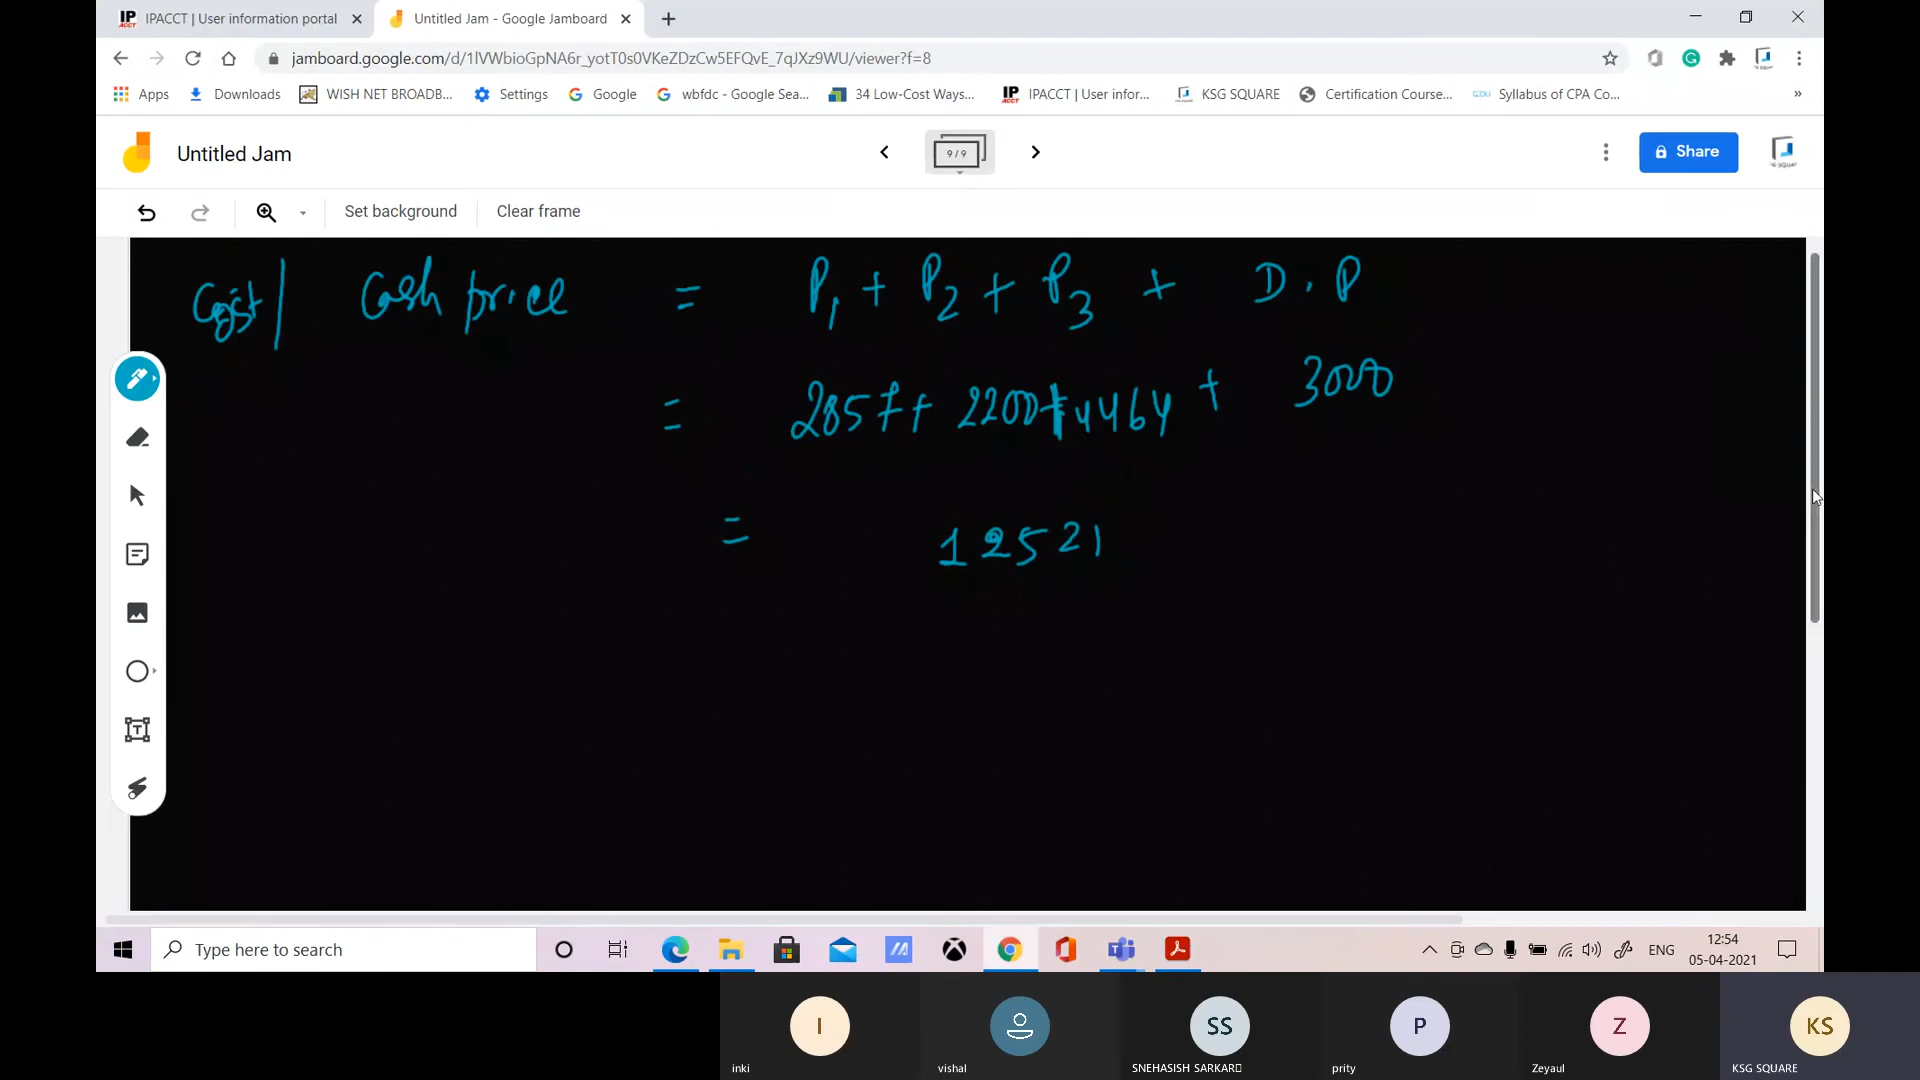 IPACCT | User information portal
Untitled Jam - Google Jamboard
jamboard.google.com/d/1lVWbioGpNA6r_yotT0s0VKeZDzCw5EFQvE_7qJXz9WU/viewer?f=8
Apps Downloads WISH NET BROADB... Settings Google wbfdc - Google Sea... 34 Low-Cost Ways... IPACCT | User infor... KSG SQUARE Certification Course... Syllabus of CPA Co... »
Untitled Jam
9 / 9
Share
Set background Clear frame
Cost | Cash price = P1 + P2 + P3 + D.P
= 2857 + 2200 + 4464 + 3000
= 12521
Type here to search
ENG
12:54
05-04-2021
I
SS
P
Z
KS
inki
vishal
SNEHASISH SARKAR
prity
Zeyaul
KSG SQUARE